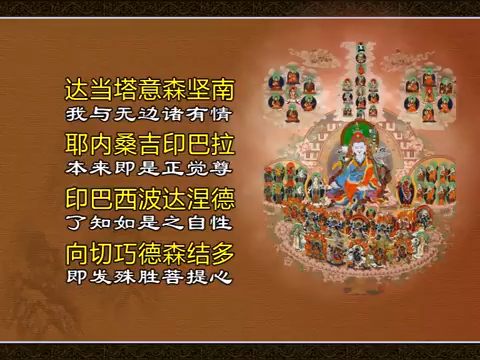 达当塔意森坚南
我与无边诸有情
耶内桑吉印巴拉
本来即是正觉尊
印巴西波达涅德
了知如是之自性
向切巧德森结多
即发殊胜菩提心